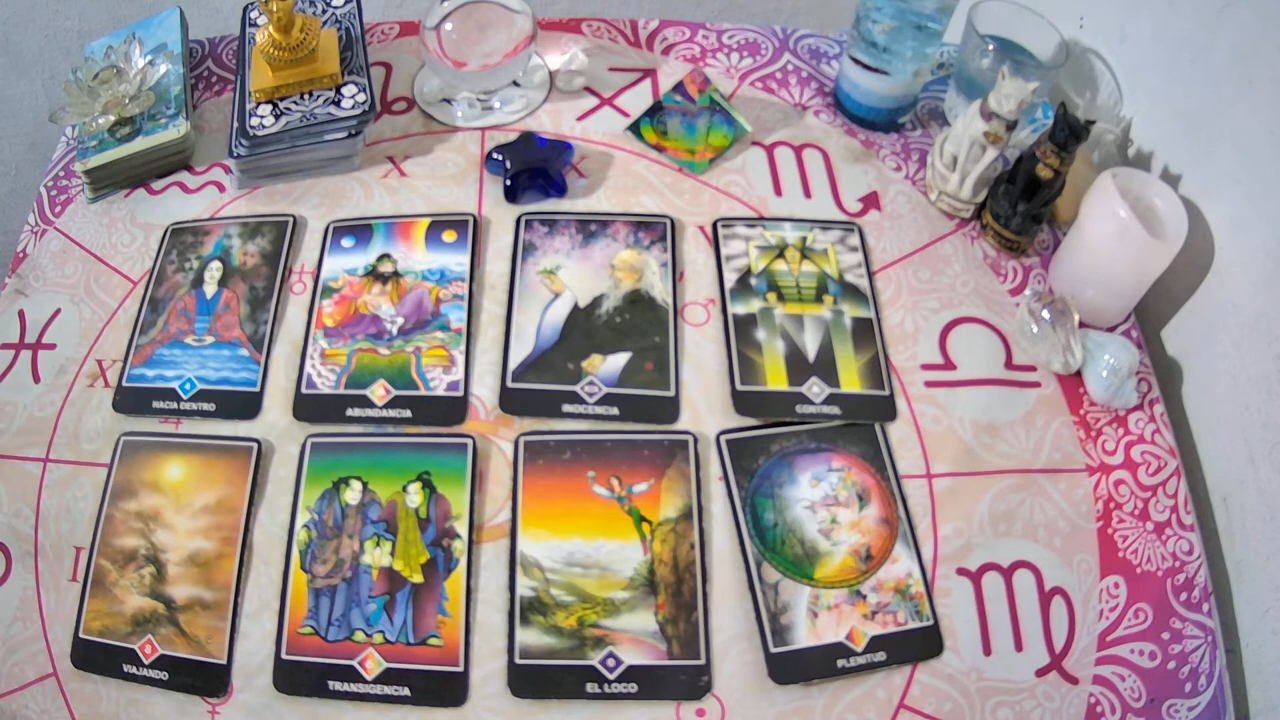 HACIA DENTRO
ABUNDANCIA
INOCENCIA
CONTROL
VIAJANDO
TRANSIGENCIA
EL LOCO
PLENITUD